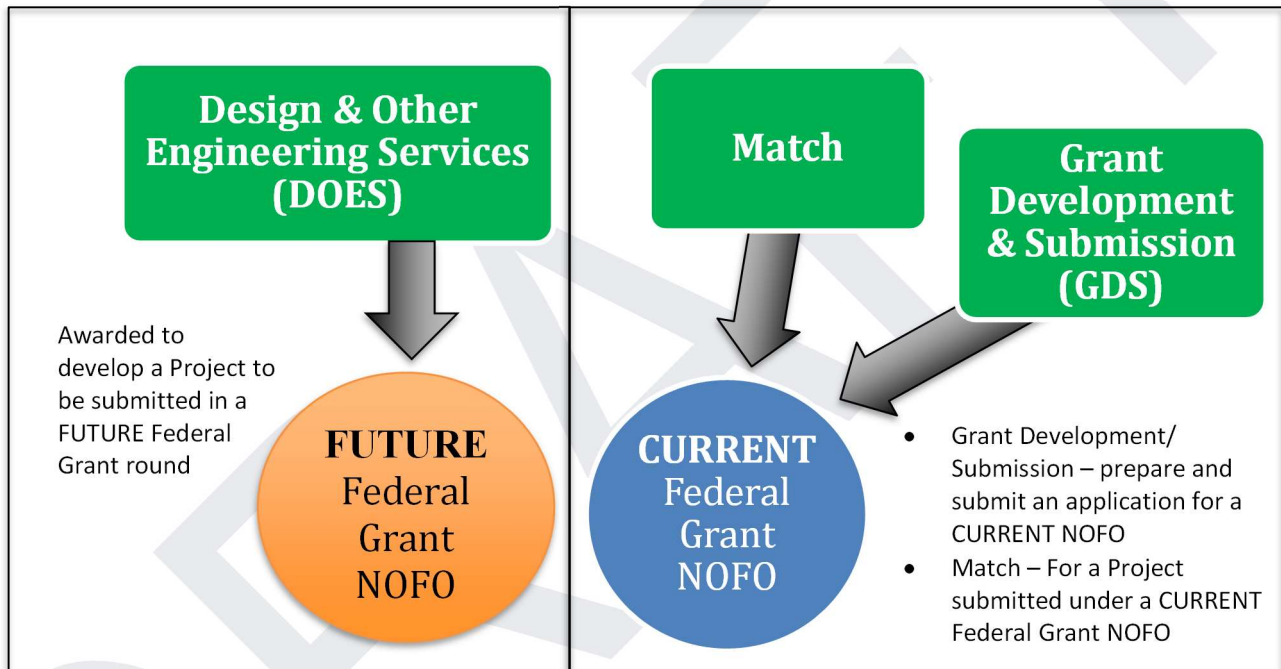 Design & Other
Engineering Services
(DOES)
Awarded to
develop a Project to
be submitted in a
FUTURE Federal
Grant round
FUTURE
Federal
Grant
NOFO
Match
Grant
Development
& Submission
(GDS)
CURRENT
Federal
Grant
NOFO
• Grant Development/
Submission – prepare and
submit an application for a
CURRENT NOFO
• Match – For a Project
submitted under a CURRENT
Federal Grant NOFO